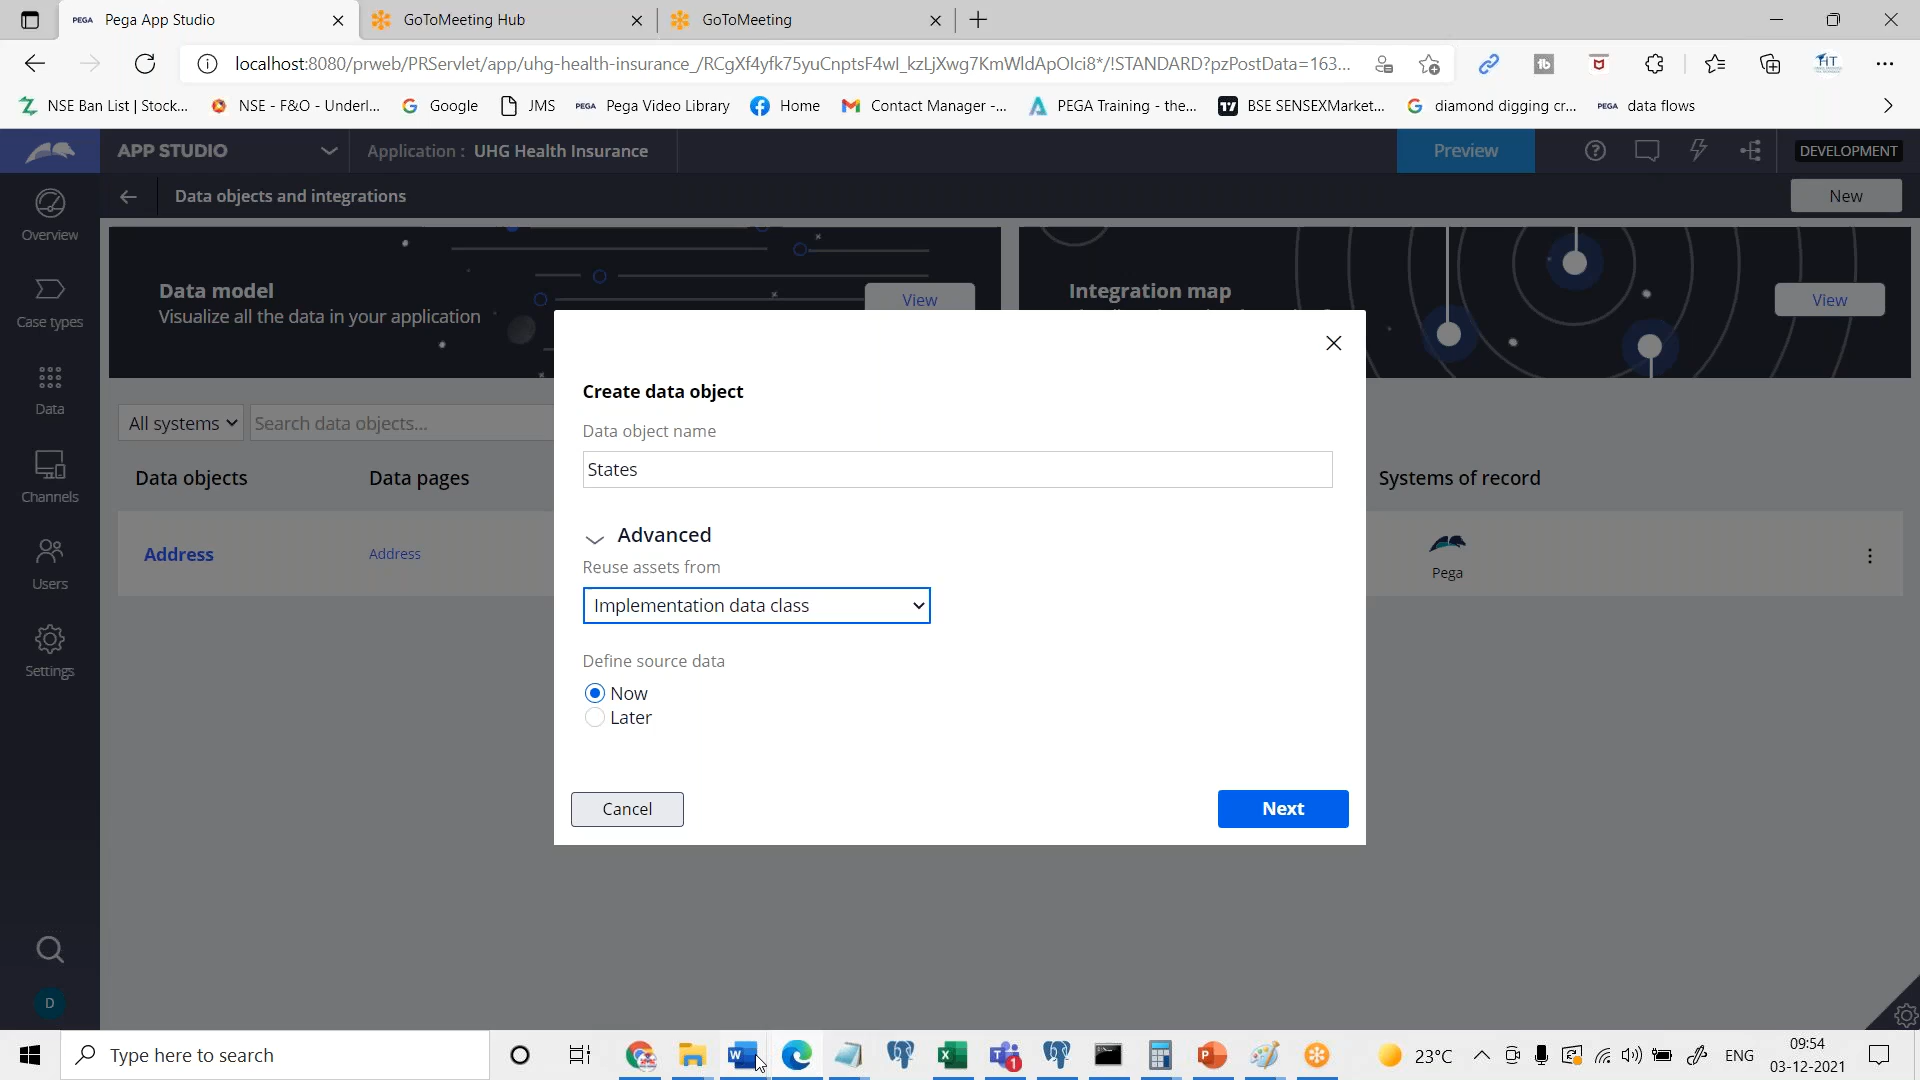 PEGA Pega App Studio
GoToMeeting Hub
GoToMeeting
localhost:8080/prweb/PRServlet/app/uhg-health-insurance_/RCgXf4yfk75yuCnptsF4wl_kzLjXwg7KmWldApOlci8*/!STANDARD?pzPostData=163...
NSE Ban List | Stock...
NSE - F&O - Underl...
Google
JMS
PEGA Pega Video Library
Home
Contact Manager -...
PEGA Training - the...
BSE SENSEXMarket...
diamond digging cr...
PEGA data flows
APP STUDIO
Application : UHG Health Insurance
Preview
DEVELOPMENT
Data objects and integrations
New
Overview
Case types
Data
Channels
Users
Settings
D
Data model
Visualize all the data in your application
View
Integration map
View
All systems
Search data objects...
Data objects
Data pages
Systems of record
Address
Address
Pega
Create data object
Data object name
States
Advanced
Reuse assets from
Implementation data class
Define source data
Now
Later
Cancel
Next
Type here to search
23°C
ENG
09:54
03-12-2021